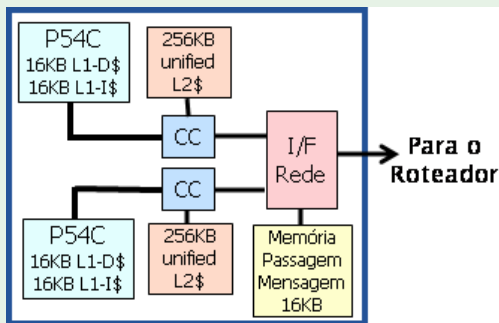 P54C
16KB L1-D$
16KB L1-I$
256KB
unified
L2$
CC
I/F
Rede
Para o
Roteador
CC
P54C
16KB L1-D$
16KB L1-I$
256KB
unified
L2$
Memória
Passagem
Mensagem
16KB